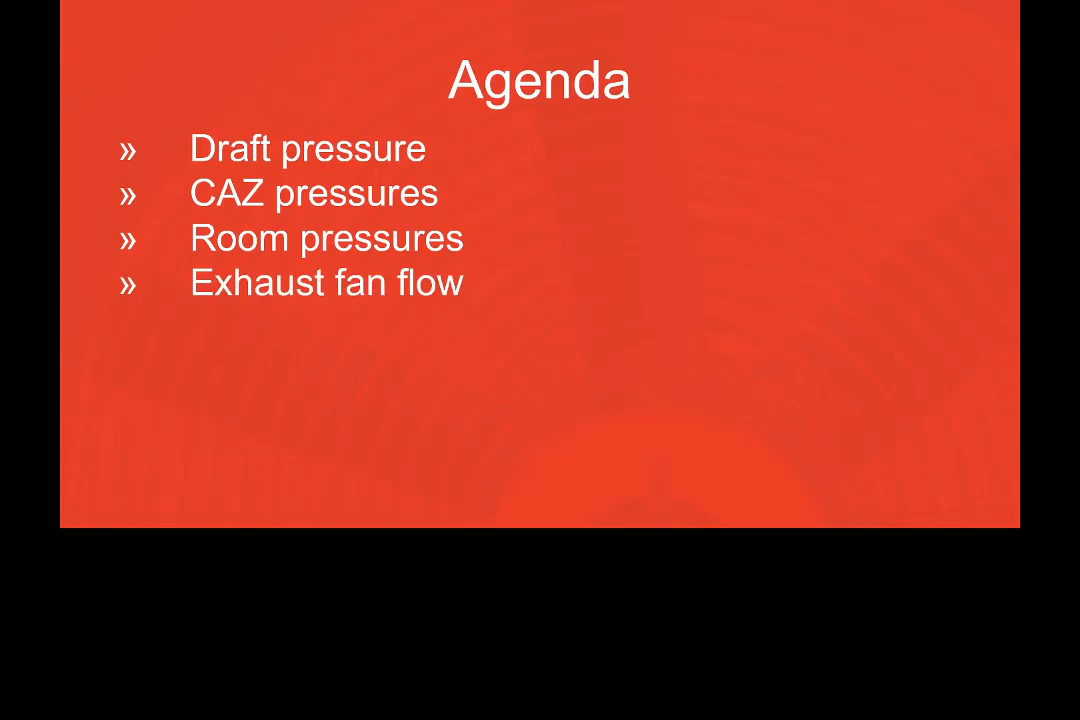 Agenda
» Draft pressure
» CAZ pressures
» Room pressures
» Exhaust fan flow